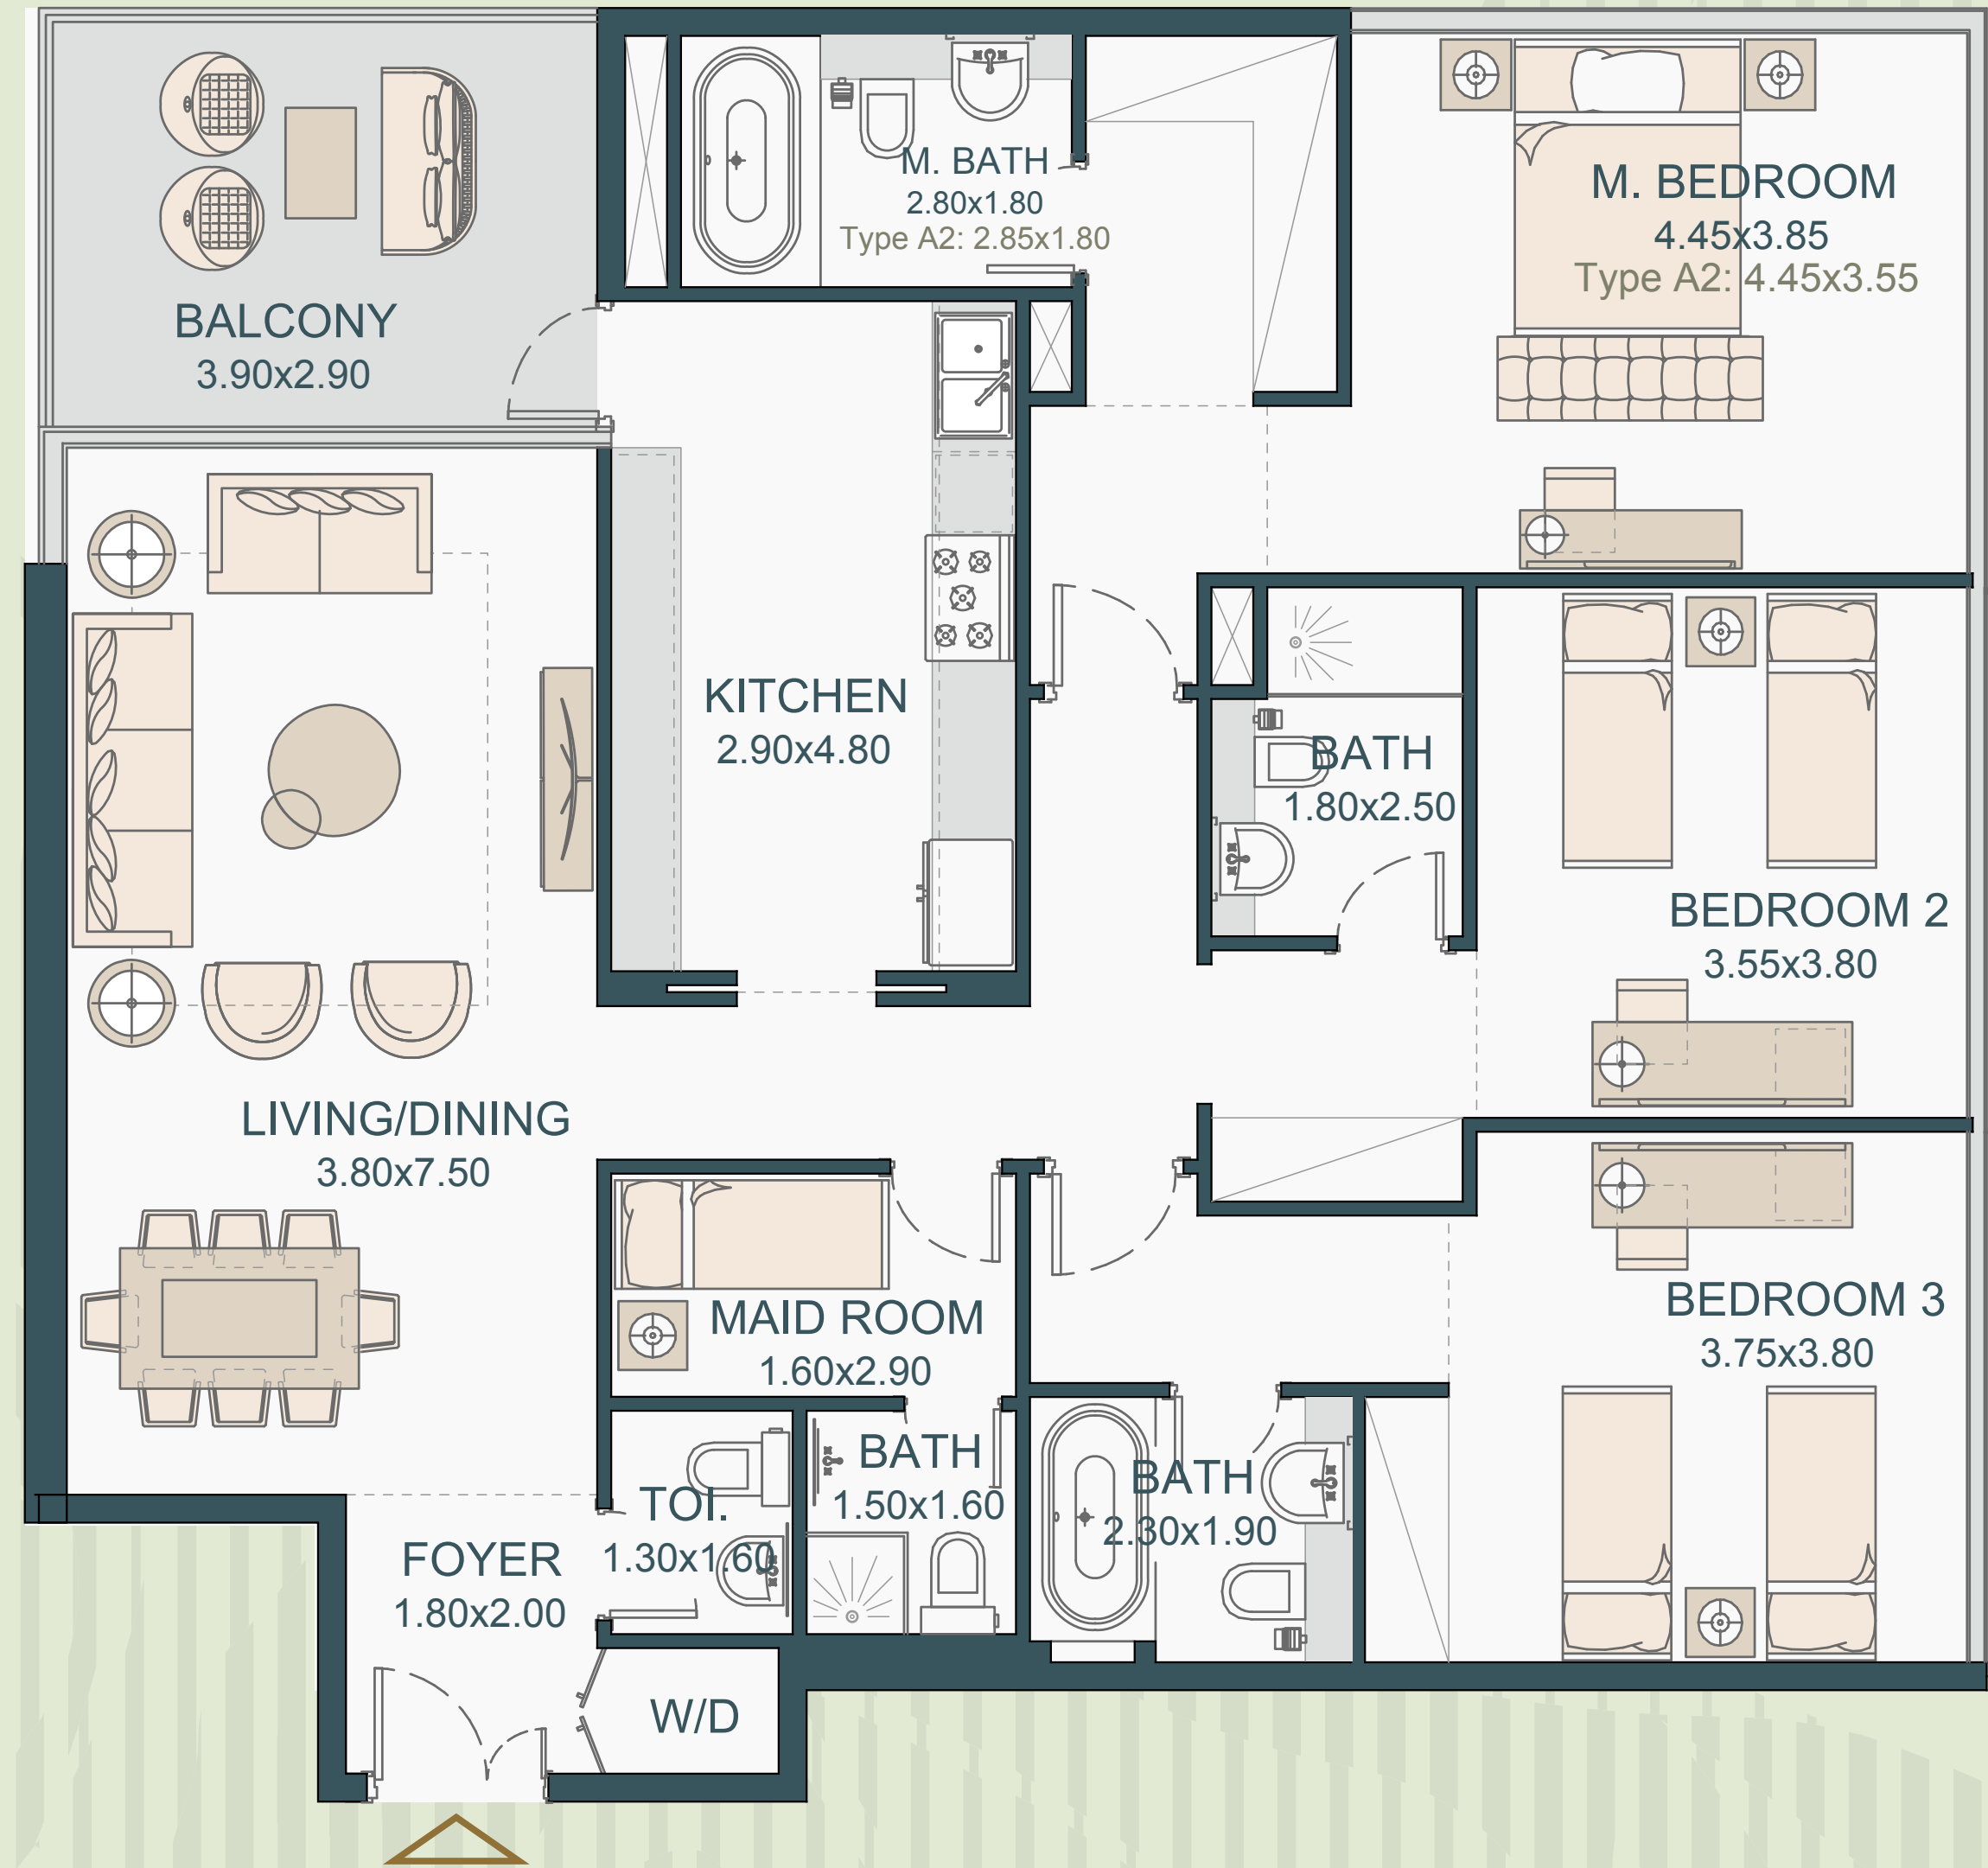 M. BATH
2.80x1.80
Type A2: 2.85x1.80
M. BEDROOM
4.45x3.85
Type A2: 4.45x3.55
BALCONY
3.90x2.90
KITCHEN
2.90x4.80
BATH
1.80x2.50
BEDROOM 2
3.55x3.80
LIVING/DINING
3.80x7.50
MAID ROOM
1.60x2.90
BEDROOM 3
3.75x3.80
BATH
1.50x1.60
BATH
2.30x1.90
TOI.
1.30x1.60
FOYER
1.80x2.00
W/D